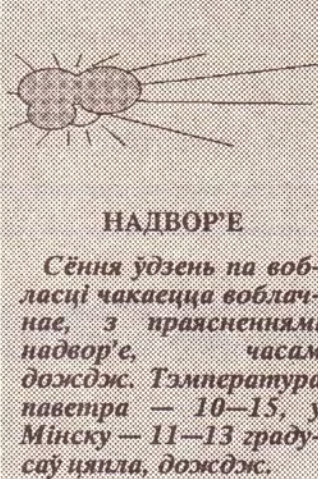 НАДВОР'Е
Сёння ўдзень па воб-
ласці чакаецца воблач-
нае, з праясненнямі
надвор'е, часам
дождж. Тэмпература
паветра — 10—15, у
Мінску — 11—13 граду-
саў цяпла, дождж.